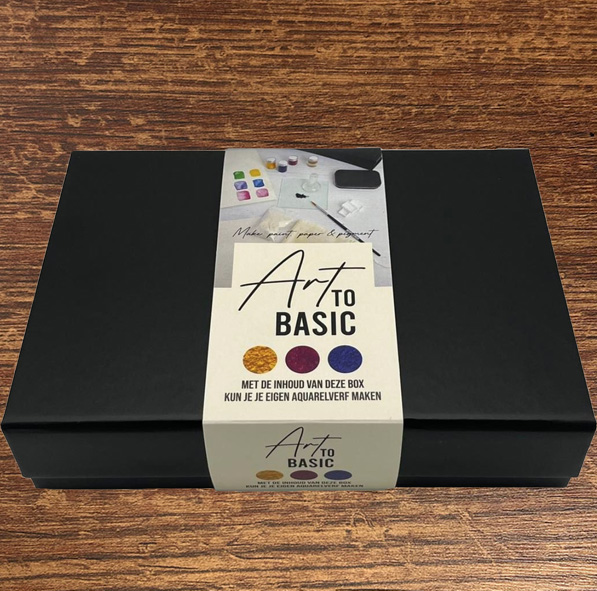 Make paint paper & pigment
Art TO
BASIC
MET DE INHOUD VAN DEZE BOX
KUN JE JE EIGEN AQUARELVERF MAKEN
Art TO
BASIC
MET DE INHOUD VAN DEZE BOX
KUN JE JE EIGEN AQUARELVERF MAKEN